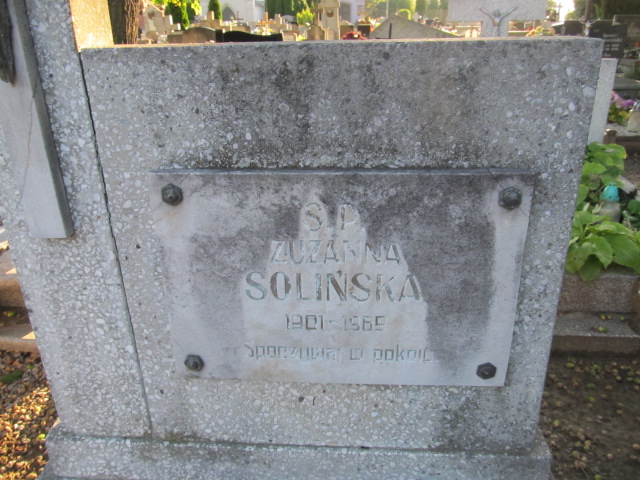 Ś.P.
ZUZANNA
SOLIŃSKA
1901-1969
Spoczywaj w pokoju